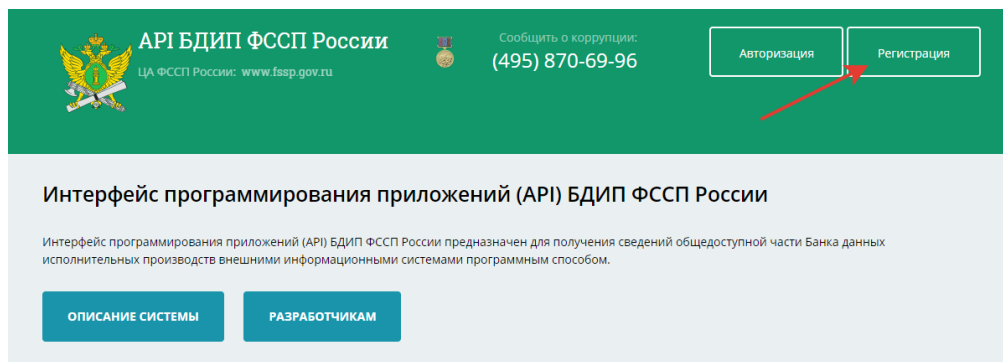 API БДИП ФССП России
ЦА ФССП России: www.fssp.gov.ru
Сообщить о коррупции:
(495) 870-69-96
Авторизация
Регистрация
Интерфейс программирования приложений (API) БДИП ФССП России
Интерфейс программирования приложений (API) БДИП ФССП России предназначен для получения сведений общедоступной части Банка данных
исполнительных производств внешними информационными системами программным способом.
ОПИСАНИЕ СИСТЕМЫ
РАЗРАБОТЧИКАМ